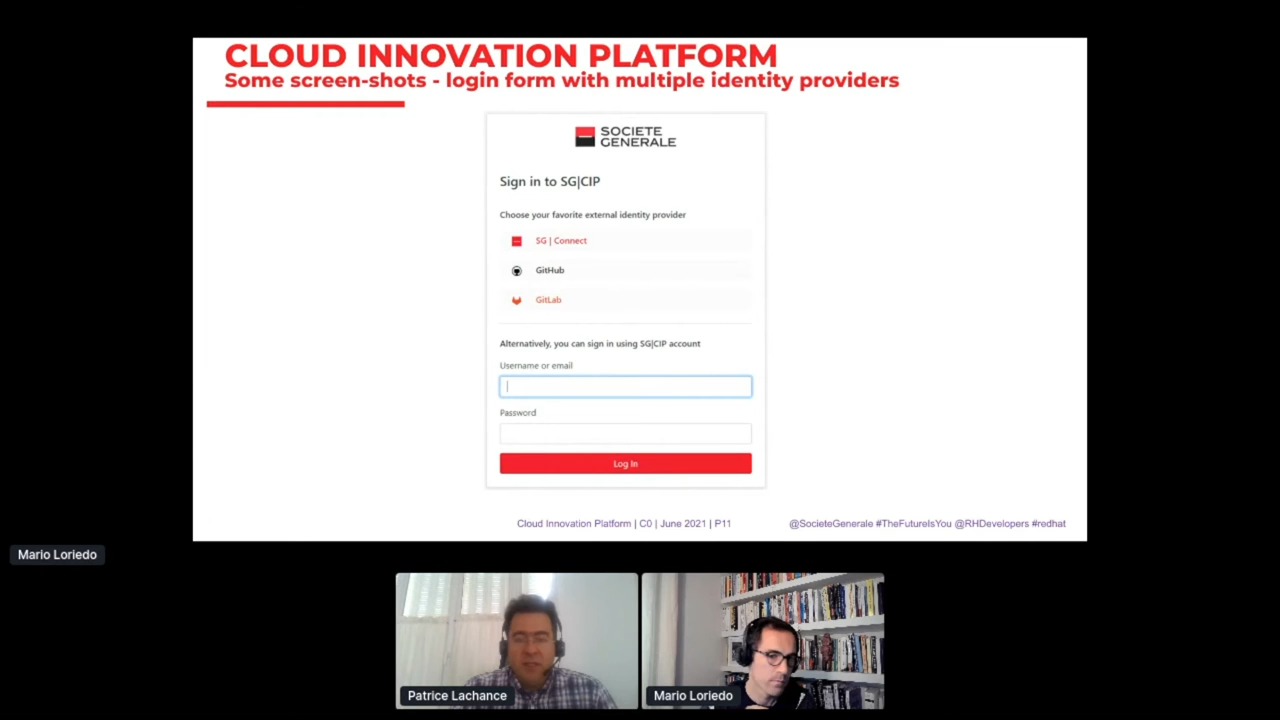 CLOUD INNOVATION PLATFORM
Some screen-shots - login form with multiple identity providers
SOCIETE
GENERALE
Sign in to SG|CIP
Choose your favorite external identity provider
SG | Connect
GitHub
GitLab
Alternatively, you can sign in using SG|CIP account
Username or email
Password
Log In
Cloud Innovation Platform | C0 | June 2021 | P11
@SocieteGenerale #TheFutureIsYou @RHDevelopers #redhat
Mario Loriedo
Patrice Lachance
Mario Loriedo